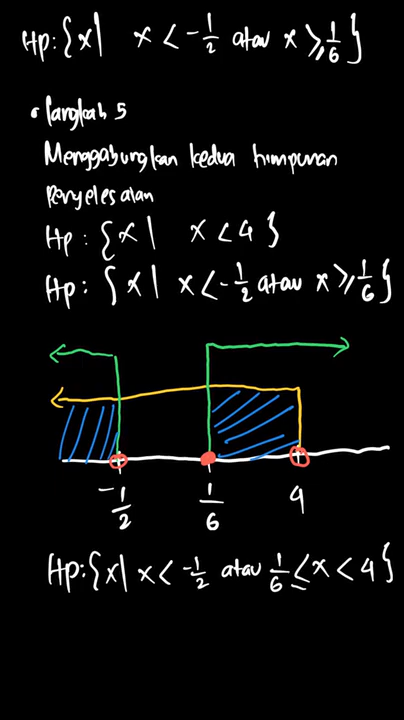 Hp: {x| x < -1/2 atau x ≥ 1/6}
• Langkah 5
Menggabungkan kedua himpunan
Penyelesaian
Hp: {x| x < 4}
Hp: {x| x < -1/2 atau x ≥ 1/6}
-1/2 1/6 4
Hp: {x| x < -1/2 atau 1/6 ≤ x < 4}